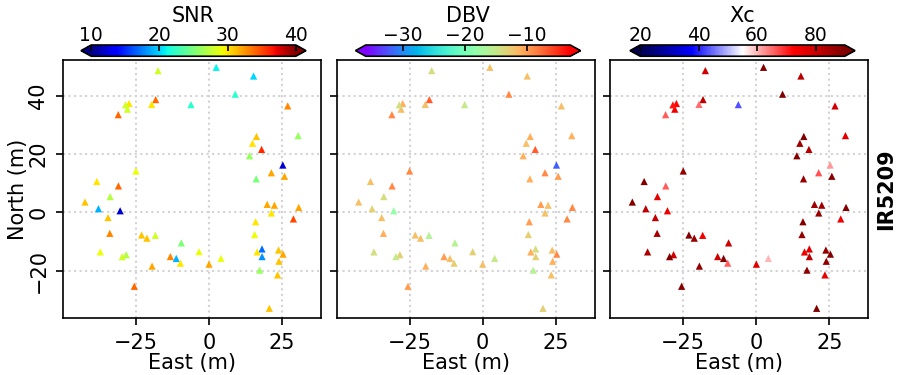 SNR DBV Xc
10 20 30 40 −30 −20 −10 20 40 60 80
40
20
0
−20
North (m)
IR5209
−25 0 25 −25 0 25 −25 0 25
East (m) East (m) East (m)